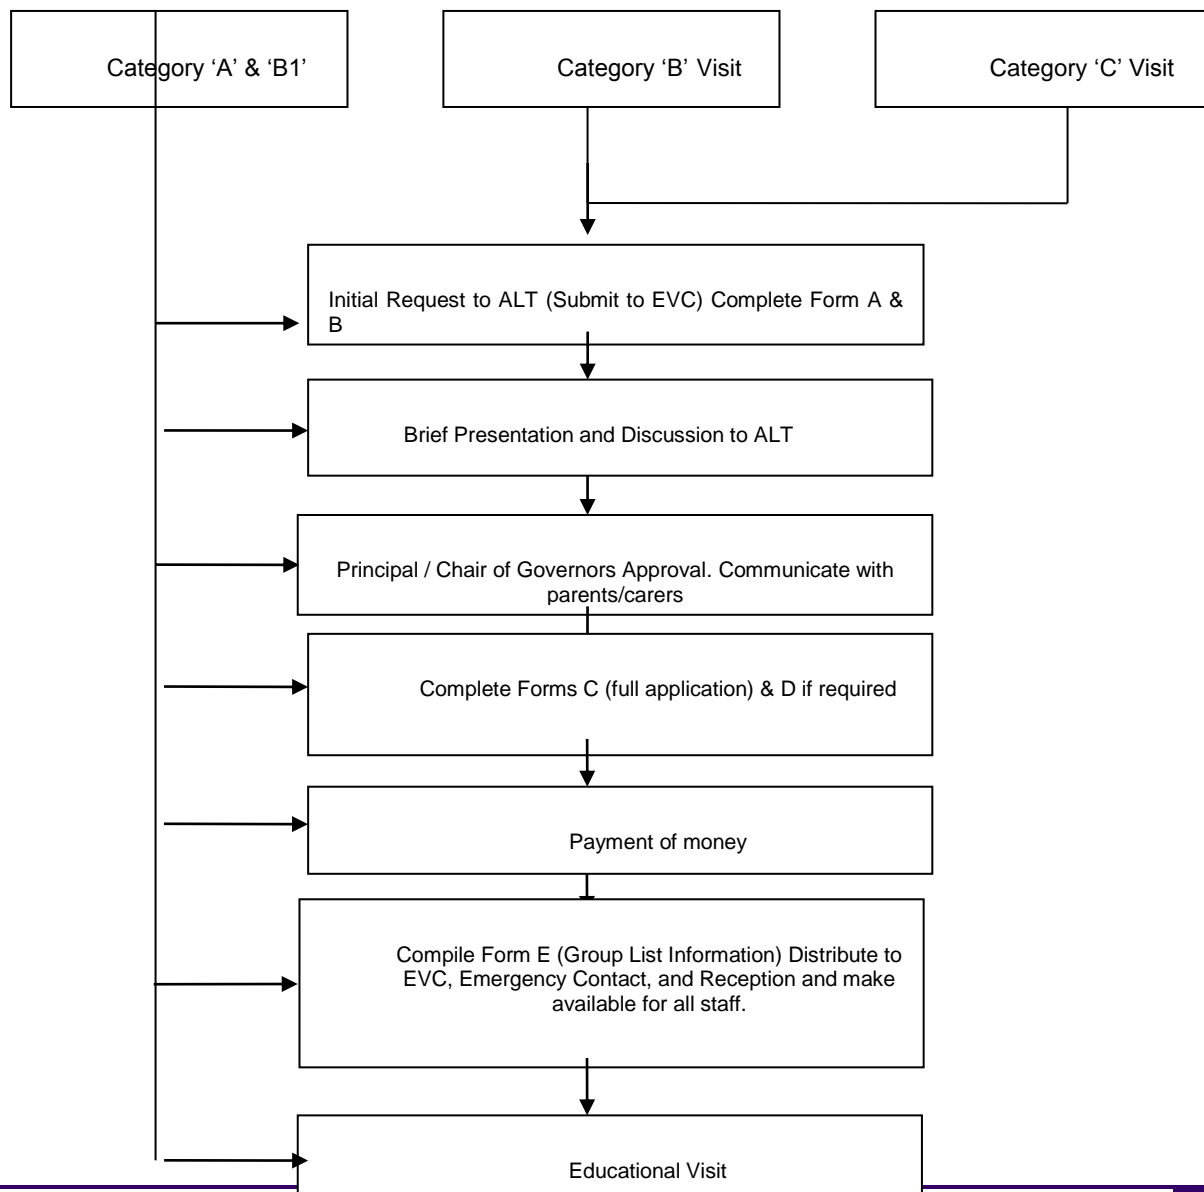 Category ‘A’ & ‘B1’
Category ‘B’ Visit
Category ‘C’ Visit
Initial Request to ALT (Submit to EVC) Complete Form A &
B
Brief Presentation and Discussion to ALT
Principal / Chair of Governors Approval. Communicate with
parents/carers
Complete Forms C (full application) & D if required
Payment of money
Compile Form E (Group List Information) Distribute to
EVC, Emergency Contact, and Reception and make
available for all staff.
Educational Visit